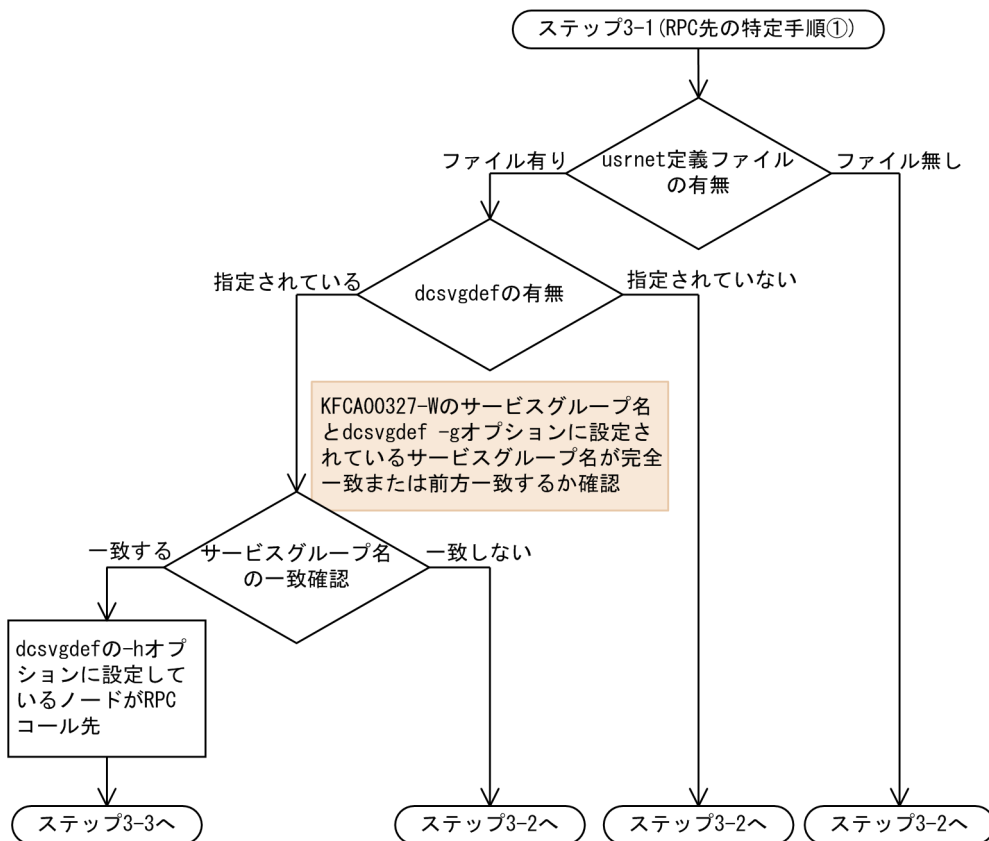 ステップ3-1(RPC先の特定手順①)
usrnet定義ファイル
の有無
ファイル有り
ファイル無し
dcsvgdefの有無
指定されている
指定されていない
KFCA00327-Wのサービスグループ名
とdcsvgdef -gオプションに設定さ
れているサービスグループ名が完全
一致または前方一致するか確認
サービスグループ名
の一致確認
一致する
一致しない
dcsvgdefの-hオプ
ションに設定して
いるノードがRPC
コール先
ステップ3-3へ
ステップ3-2へ
ステップ3-2へ
ステップ3-2へ